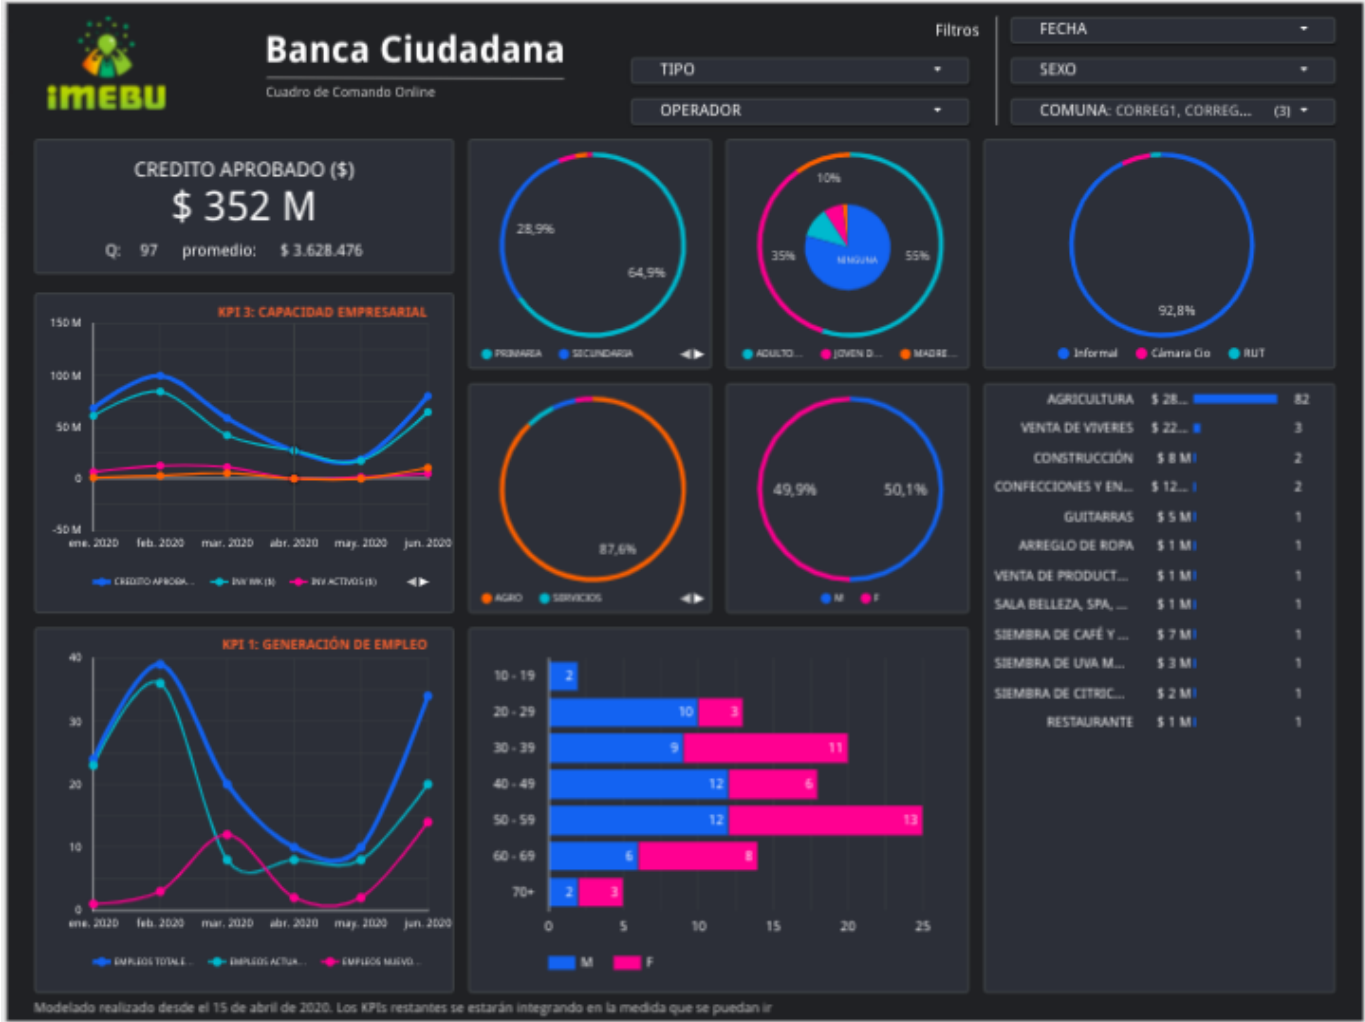 iMEBU
Banca Ciudadana
Cuadro de Comando Online
Filtros
TIPO
OPERADOR
FECHA
SEXO
COMUNA: CORREG1, CORREG... (3)
CREDITO APROBADO ($)
$ 352 M
Q: 97 promedio: $ 3.628.476
KPI 3: CAPACIDAD EMPRESARIAL
150 M
100 M
50 M
0
-50 M
ene. 2020 feb. 2020 mar. 2020 abr. 2020 may. 2020 jun. 2020
CREDITO APROBA... INV WK ($) INV ACTIVOS ($)
KPI 1: GENERACIÓN DE EMPLEO
40
30
20
10
0
ene. 2020 feb. 2020 mar. 2020 abr. 2020 may. 2020 jun. 2020
EMPLEOS TOTALE... EMPLEOS ACTUA... EMPLEOS NUEVO...
28,9%
64,9%
PRIMARIA SECUNDARIA
10%
35%
NINGUNA
55%
ADULTO... JOVEN D... MADRE...
92,8%
Informal Cámara Cio RUT
87,6%
AGRO SERVICIOS
49,9% 50,1%
M F
10 - 19 2
20 - 29 10 3
30 - 39 9 11
40 - 49 12 6
50 - 59 12 13
60 - 69 6 8
70+ 2 3
0 5 10 15 20 25
M F
AGRICULTURA $ 28... 82
VENTA DE VIVERES $ 22... 3
CONSTRUCCIÓN $ 8 M 2
CONFECCIONES Y EN... $ 12... 2
GUITARRAS $ 5 M 1
ARREGLO DE ROPA $ 1 M 1
VENTA DE PRODUCT... $ 1 M 1
SALA BELLEZA, SPA, ... $ 1 M 1
SIEMBRA DE CAFÉ Y ... $ 7 M 1
SIEMBRA DE UVA M... $ 3 M 1
SIEMBRA DE CITRIC... $ 2 M 1
RESTAURANTE $ 1 M 1
Modelado realizado desde el 15 de abril de 2020. Los KPIs restantes se estarán integrando en la medida que se puedan ir